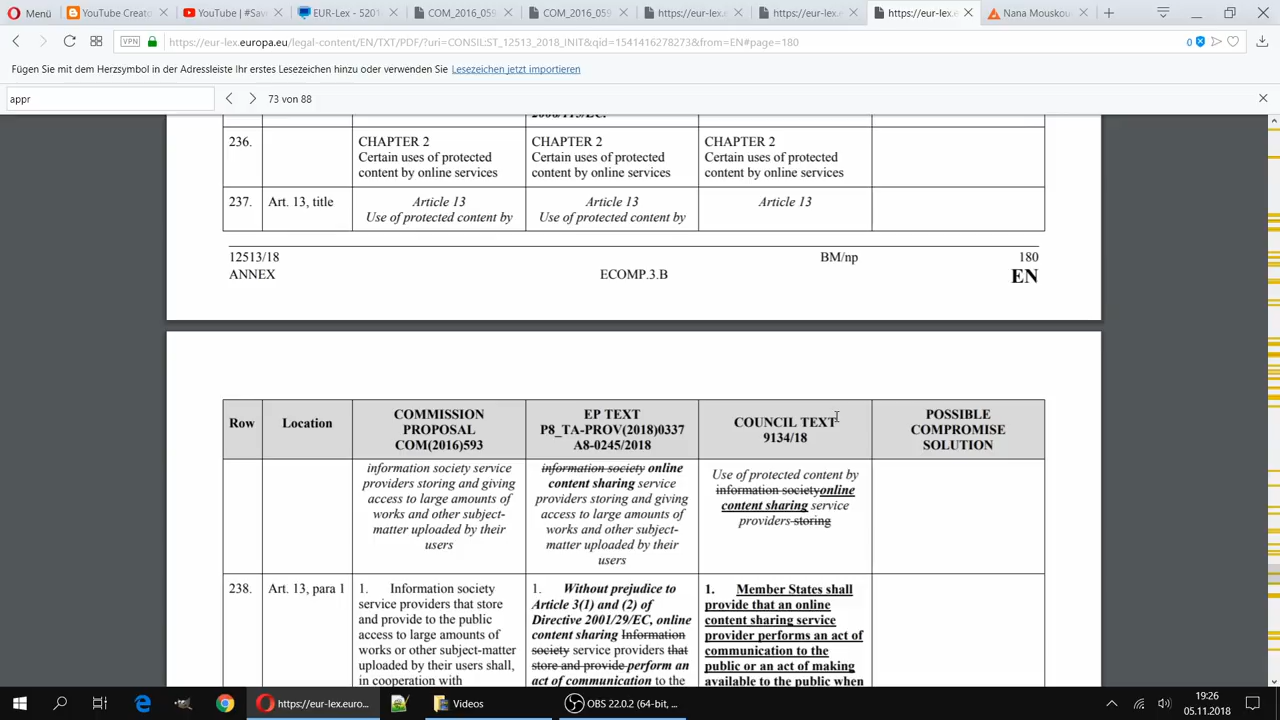 Menü
YouTube Creato
YouTube | #Save
EUR-Lex - 5201
COM_2016_059
COM_2016_059
https://eur-lex.e
https://eur-lex.e
https://eur-lex.e
Nana Mouskou
VPN
https://eur-lex.europa.eu/legal-content/EN/TXT/PDF/?uri=CONSIL:ST_12513_2018_INIT&qid=1541416278273&from=EN#page=180
0
Fügen Sie mit dem Herzsymbol in der Adressleiste Ihr erstes Lesezeichen hinzu oder verwenden Sie Lesezeichen jetzt importieren
appr
73 von 88
2006/115/EC.
236.
CHAPTER 2
Certain uses of protected
content by online services
CHAPTER 2
Certain uses of protected
content by online services
CHAPTER 2
Certain uses of protected
content by online services
237.
Art. 13, title
Article 13
Use of protected content by
Article 13
Use of protected content by
Article 13
12513/18
BM/np
180
ANNEX
ECOMP.3.B
EN
Row
Location
COMMISSION
PROPOSAL
COM(2016)593
EP TEXT
P8_TA-PROV(2018)0337
A8-0245/2018
COUNCIL TEXT
9134/18
POSSIBLE
COMPROMISE
SOLUTION
information society service
providers storing and giving
access to large amounts of
works and other subject-
matter uploaded by their
users
information society online
content sharing service
providers storing and giving
access to large amounts of
works and other subject-
matter uploaded by their
users
Use of protected content by
information societyonline
content sharing service
providers storing
238.
Art. 13, para 1
1. Information society
service providers that store
and provide to the public
access to large amounts of
works or other subject-matter
uploaded by their users shall,
in cooperation with
1. Without prejudice to
Article 3(1) and (2) of
Directive 2001/29/EC, online
content sharing Information
society service providers that
store and provide perform an
act of communication to the
1. Member States shall
provide that an online
content sharing service
provider performs an act of
communication to the
public or an act of making
available to the public when
https://eur-lex.euro...
Videos
OBS 22.0.2 (64-bit, ...
19:26
05.11.2018